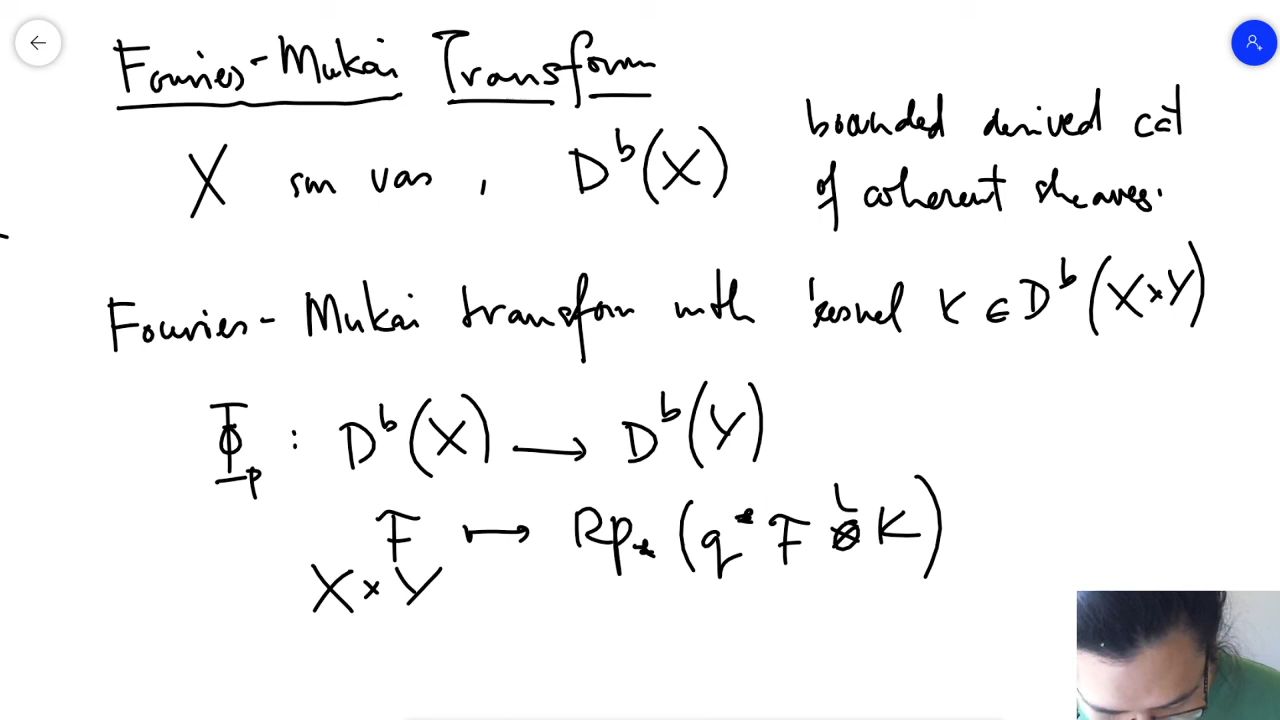 Fourier-Mukai Transform
X sm var, D^b(X) bounded derived cat
of coherent sheaves.
Fourier-Mukai transform with kernel K ∈ D^b(X×Y)
Φ_P : D^b(X) → D^b(Y)
F ↦ Rp_*(q^*F ⊗^L K)
X×Y